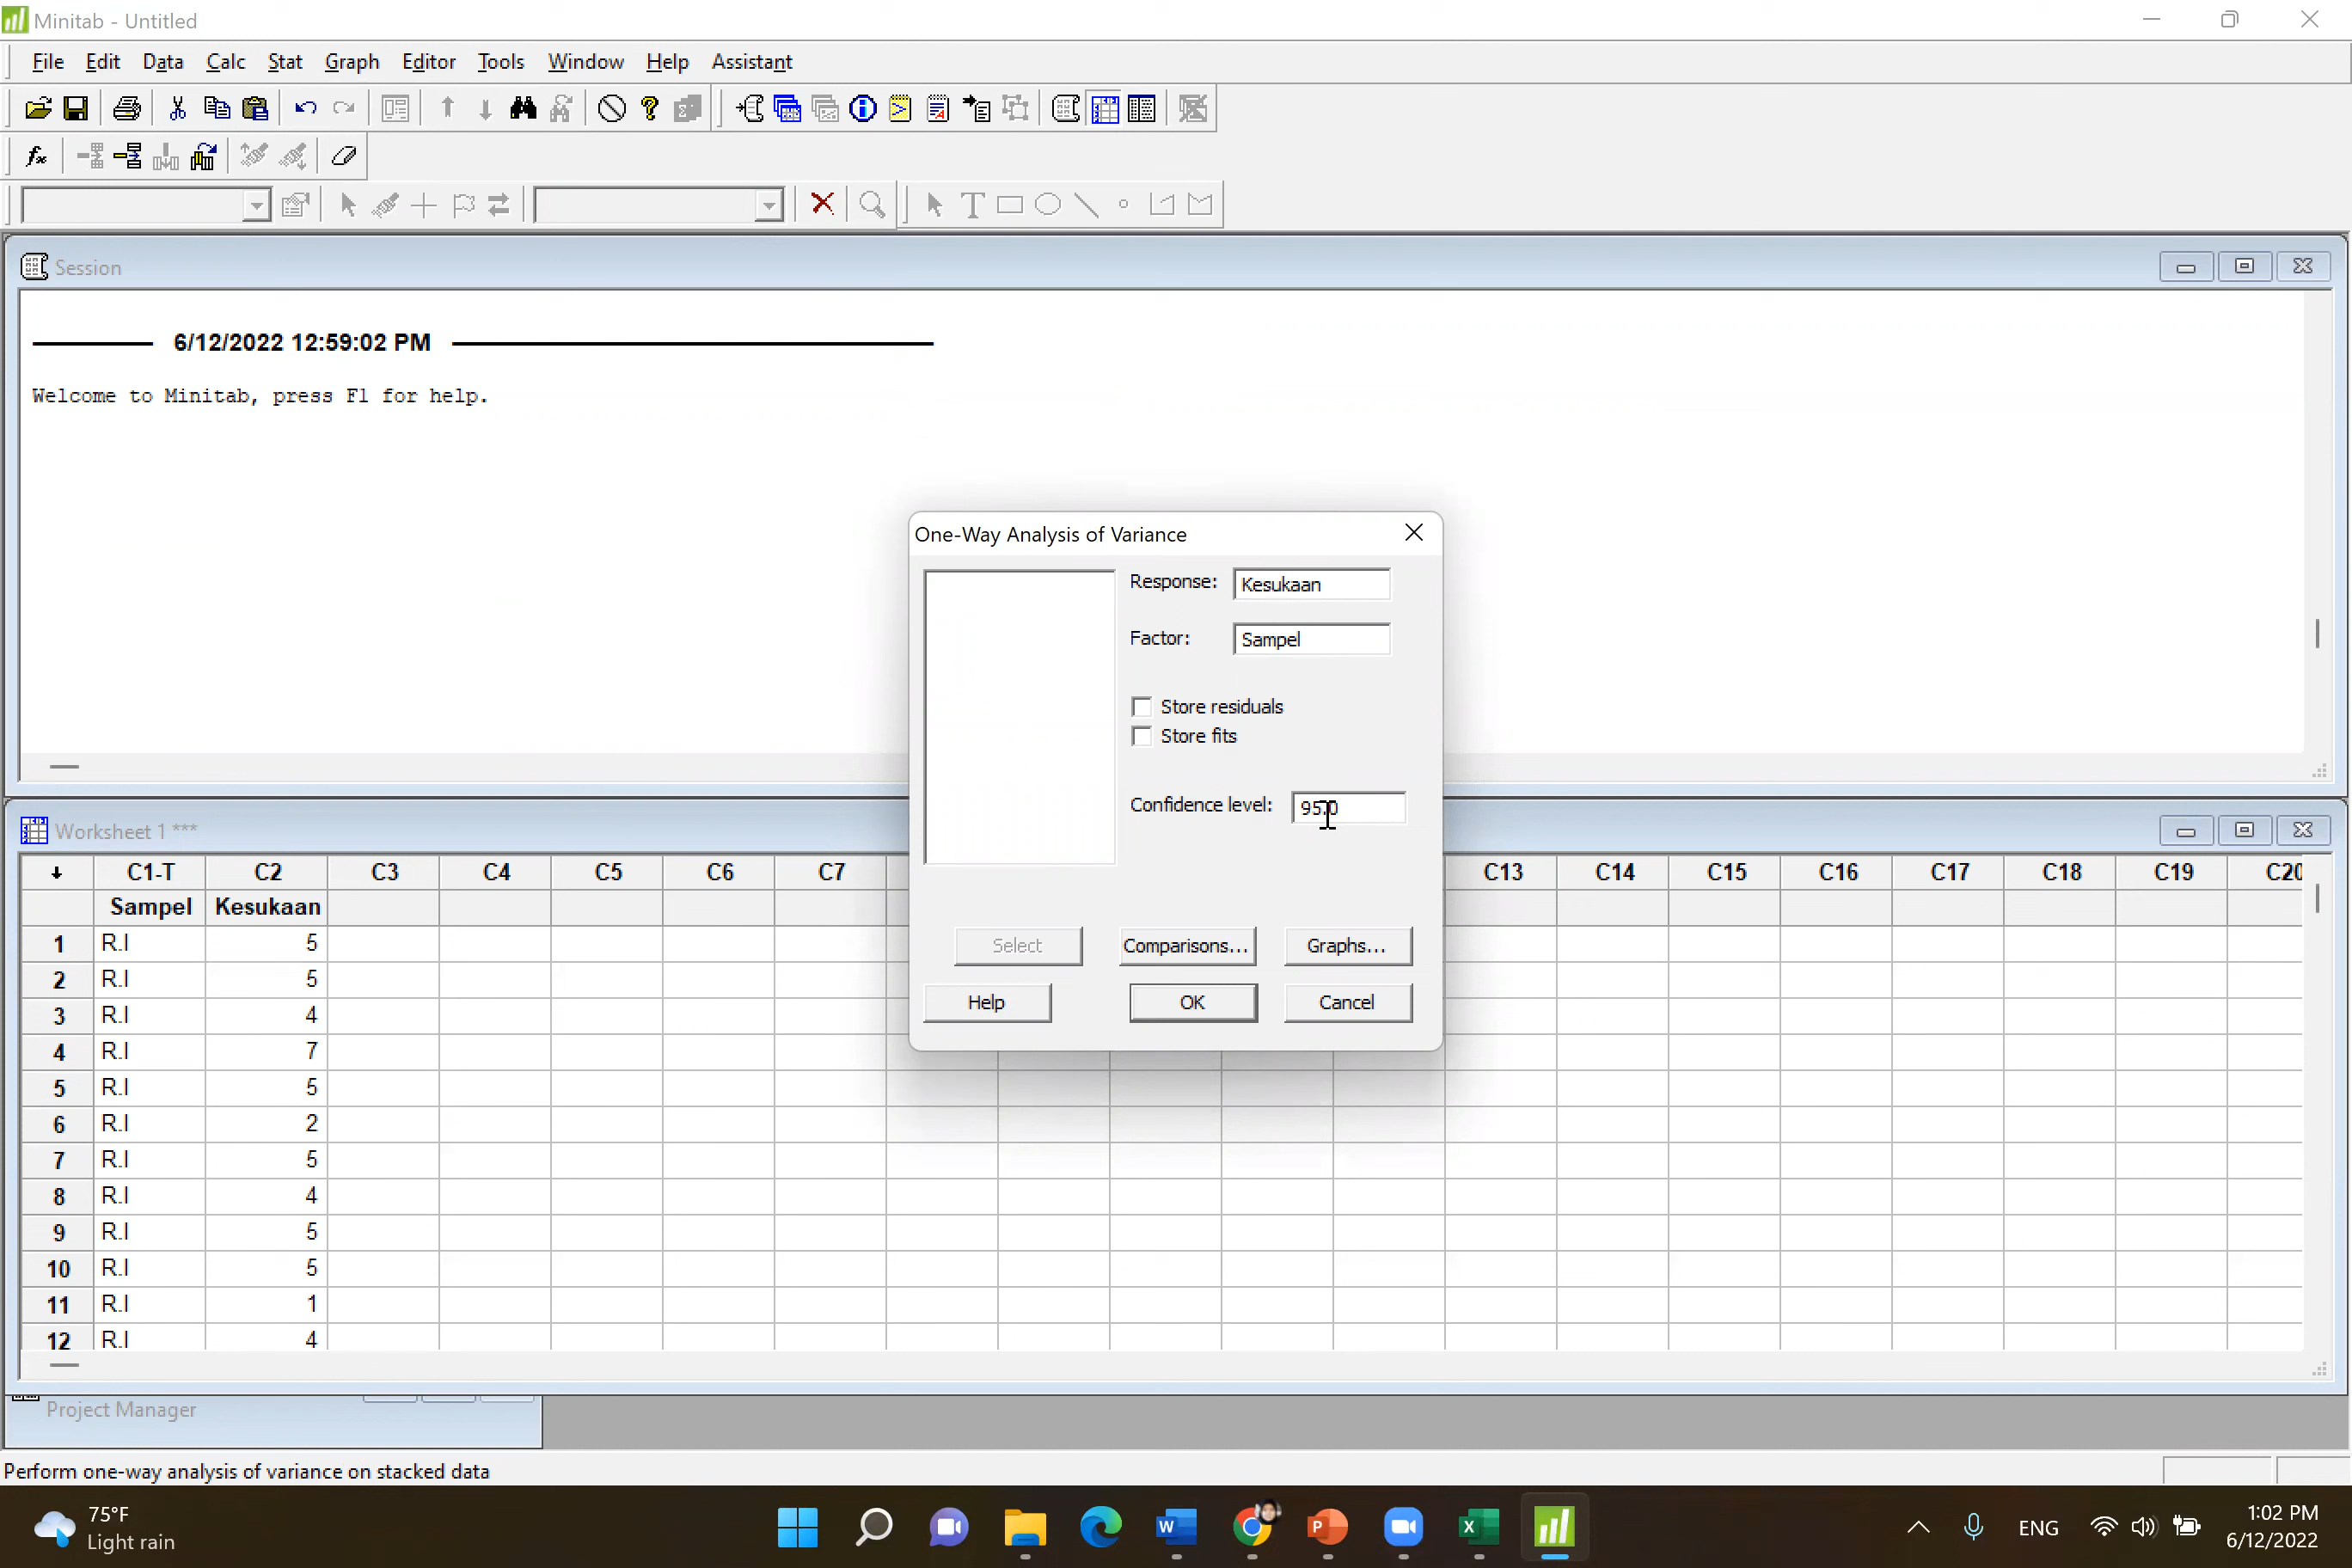 Minitab - Untitled
File Edit Data Calc Stat Graph Editor Tools Window Help Assistant
Session
6/12/2022 12:59:02 PM
Welcome to Minitab, press F1 for help.
One-Way Analysis of Variance
Response: Kesukaan
Factor: Sampel
Store residuals
Store fits
Confidence level: 95.0
Select Comparisons... Graphs...
Help OK Cancel
Worksheet 1 ***
C1-T C2 C3 C4 C5 C6 C7 C13 C14 C15 C16 C17 C18 C19 C20
Sampel Kesukaan
1 R.I 5
2 R.I 5
3 R.I 4
4 R.I 7
5 R.I 5
6 R.I 2
7 R.I 5
8 R.I 4
9 R.I 5
10 R.I 5
11 R.I 1
12 R.I 4
Project Manager
Perform one-way analysis of variance on stacked data
75°F
Light rain
ENG
1:02 PM
6/12/2022